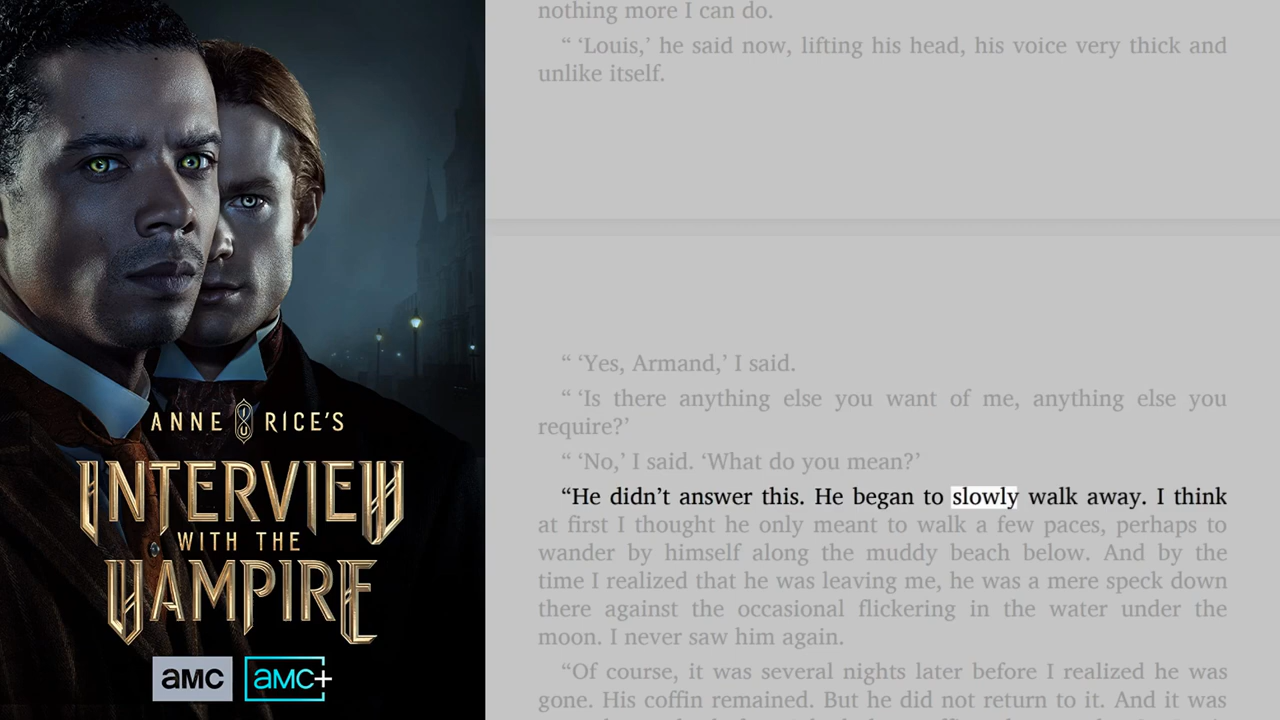 ANNE RICE'S
INTERVIEW
WITH THE
VAMPIRE
aMC
aMC+
nothing more I can do.
“ ‘Louis,’ he said now, lifting his head, his voice very thick and
unlike itself.
“ ‘Yes, Armand,’ I said.
“ ‘Is there anything else you want of me, anything else you
require?’
“ ‘No,’ I said. ‘What do you mean?’
“He didn’t answer this. He began to slowly walk away. I think
at first I thought he only meant to walk a few paces, perhaps to
wander by himself along the muddy beach below. And by the
time I realized that he was leaving me, he was a mere speck down
there against the occasional flickering in the water under the
moon. I never saw him again.
“Of course, it was several nights later before I realized he was
gone. His coffin remained. But he did not return to it. And it was